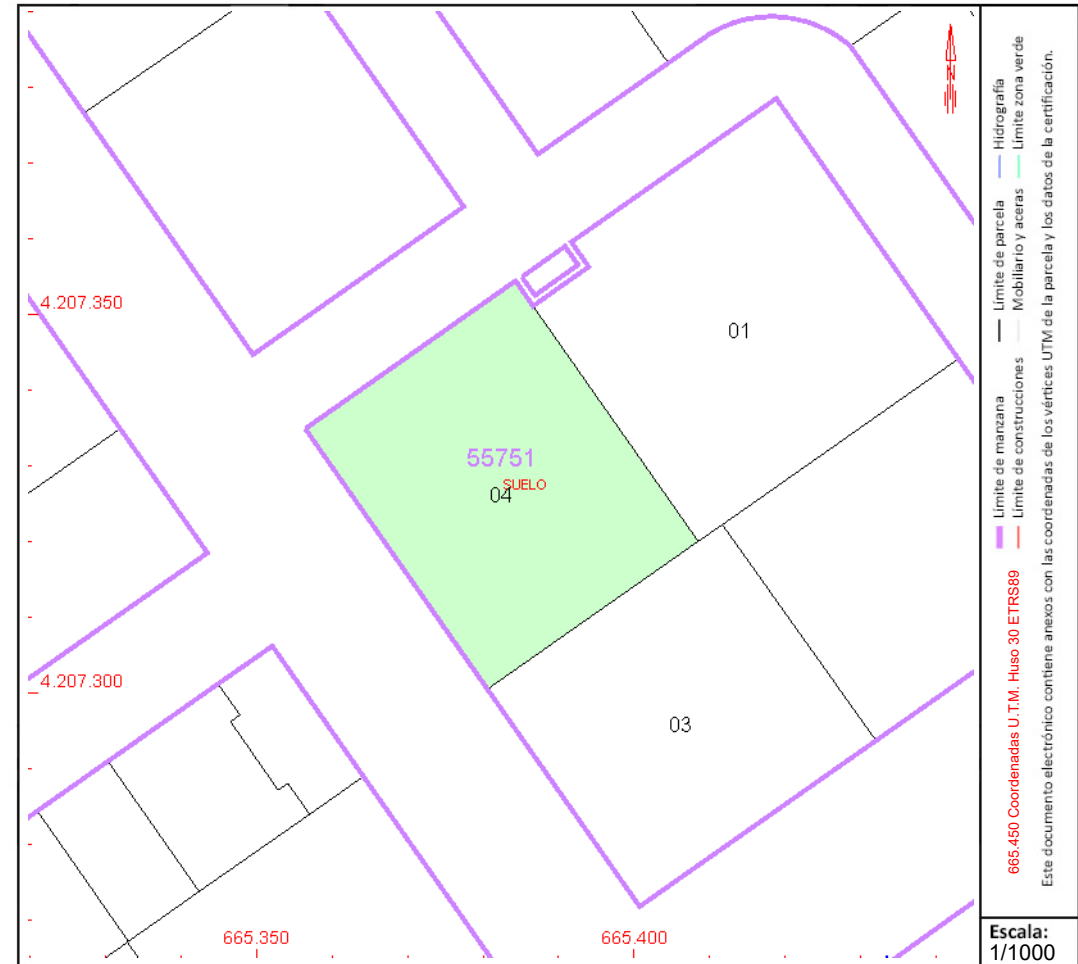 4.207.350
01
55751
SUELO
04
4.207.300
03
665.350
665.400
Límite de manzana
Límite de parcela
Hidrografía
Límite de construcciones
Mobiliario y aceras
Límite zona verde
665.450 Coordenadas U.T.M. Huso 30 ETRS89
Este documento electrónico contiene anexos con las coordenadas de los vértices UTM de la parcela y los datos de la certificación.
N
Escala:
1/1000